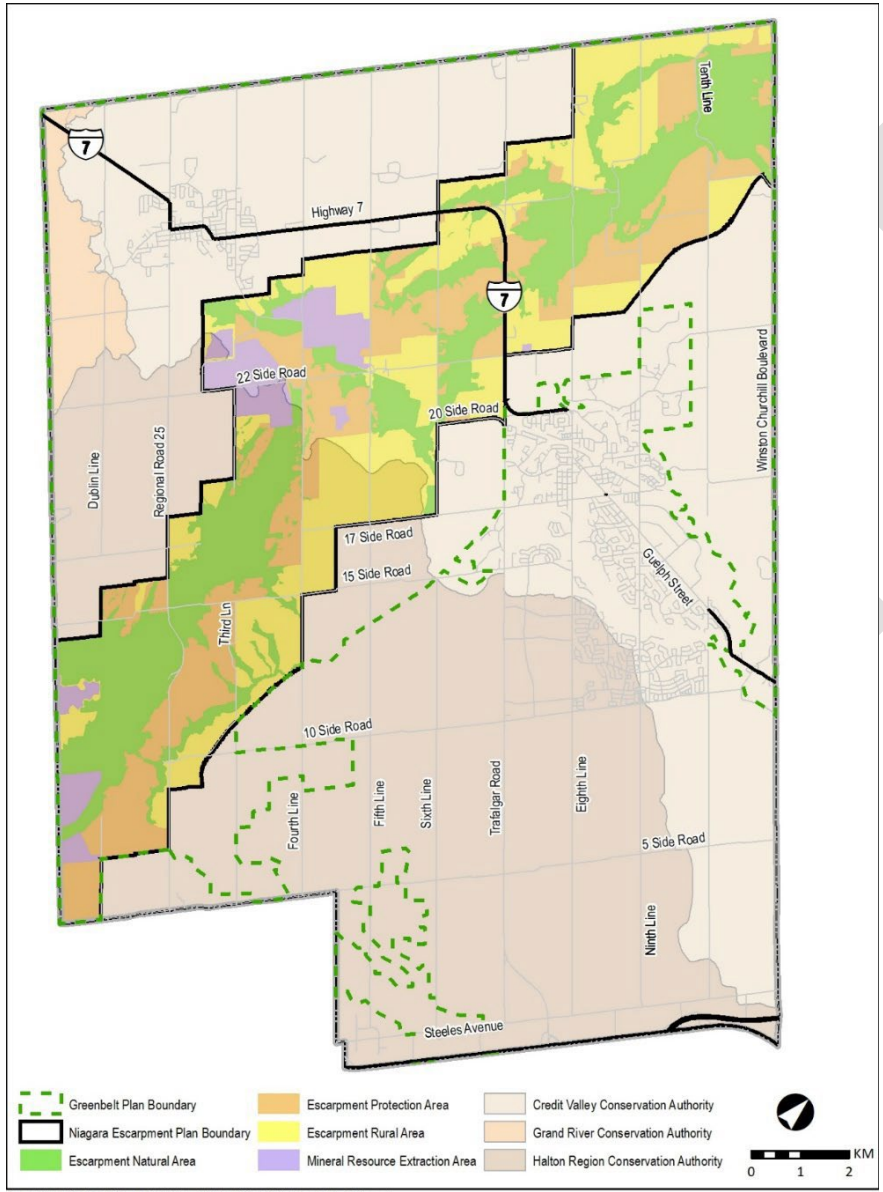 Tenth Line
7
Highway 7
7
22 Side Road
20 Side Road
Winston Churchill Boulevard
Dublin Line
Regional Road 25
17 Side Road
15 Side Road
Guelph Street
Third Ln
10 Side Road
Fourth Line
Fifth Line
Sixth Line
Trafalgar Road
Eighth Line
5 Side Road
Ninth Line
Steeles Avenue
Greenbelt Plan Boundary
Niagara Escarpment Plan Boundary
Escarpment Natural Area
Escarpment Protection Area
Escarpment Rural Area
Mineral Resource Extraction Area
Credit Valley Conservation Authority
Grand River Conservation Authority
Halton Region Conservation Authority
KM
0 1 2